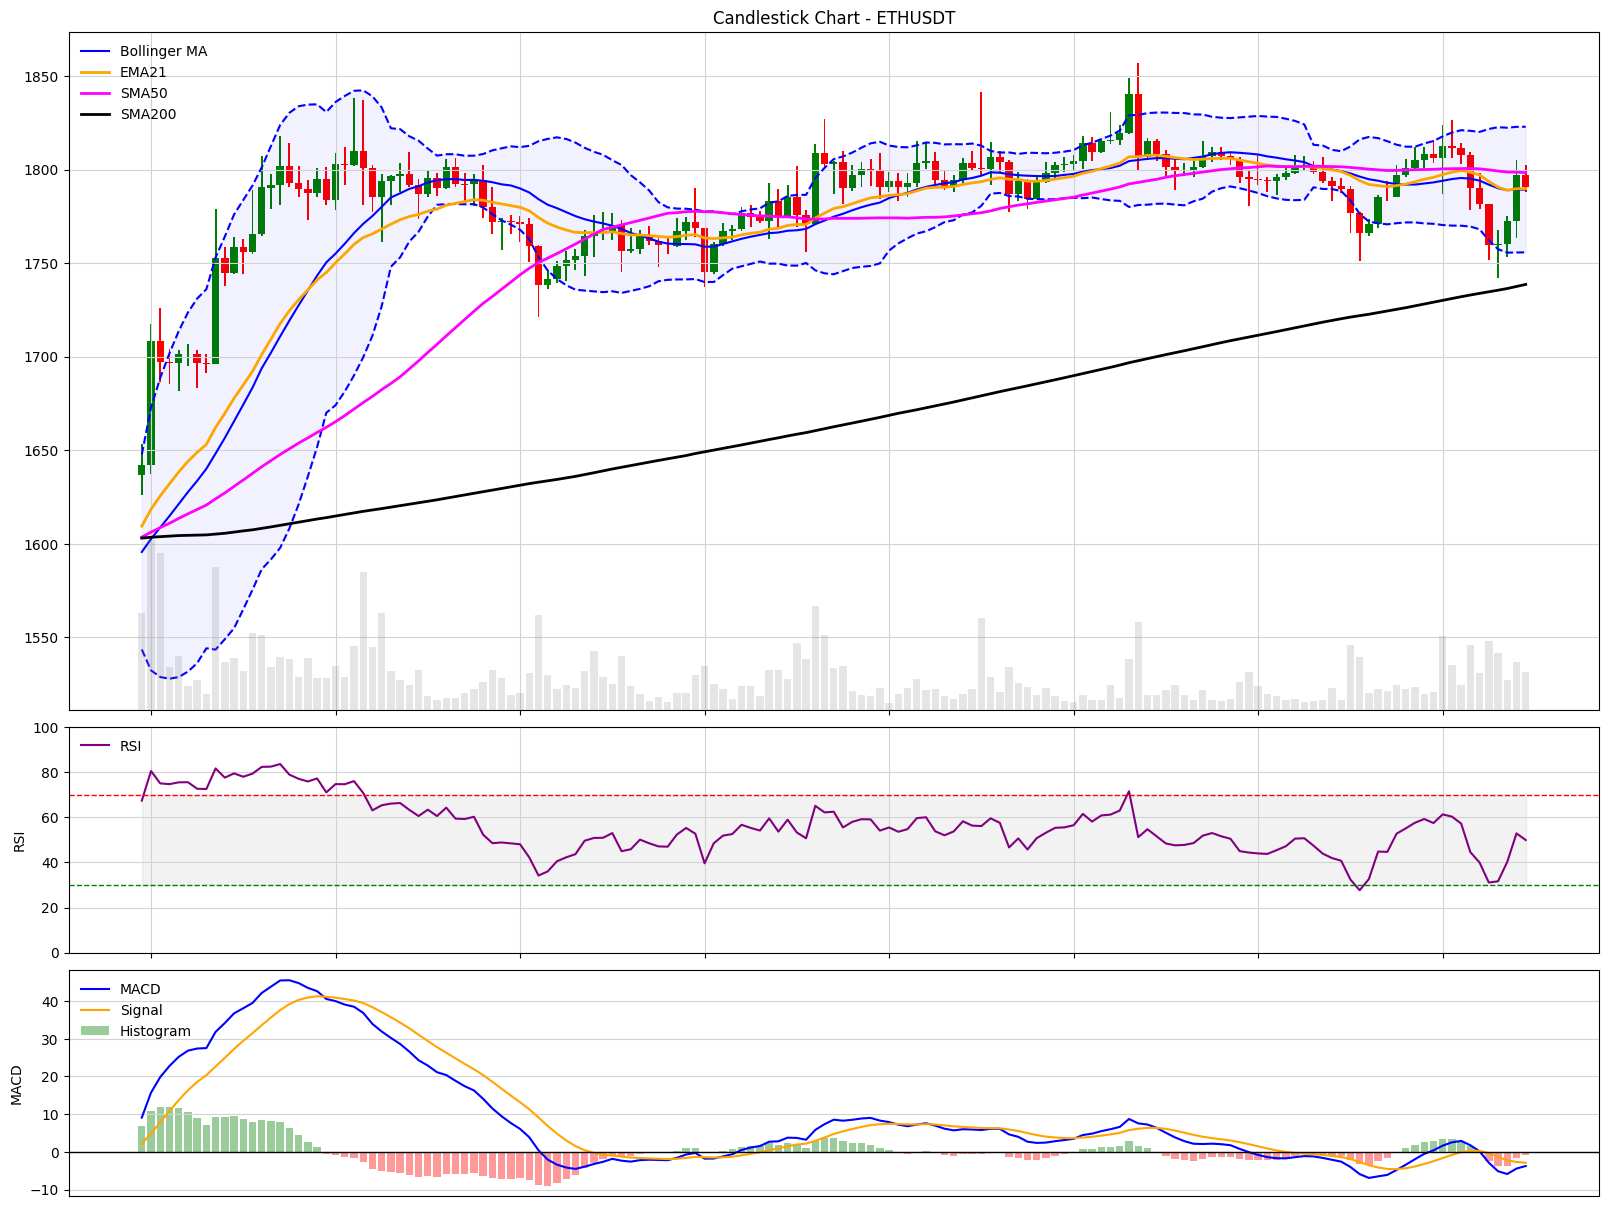 Candlestick Chart - ETHUSDT
Bollinger MA
EMA21
SMA50
SMA200
1850
1800
1750
1700
1650
1600
1550
RSI
100
80
60
40
20
0
RSI
MACD
Signal
Histogram
40
30
20
10
0
−10
MACD